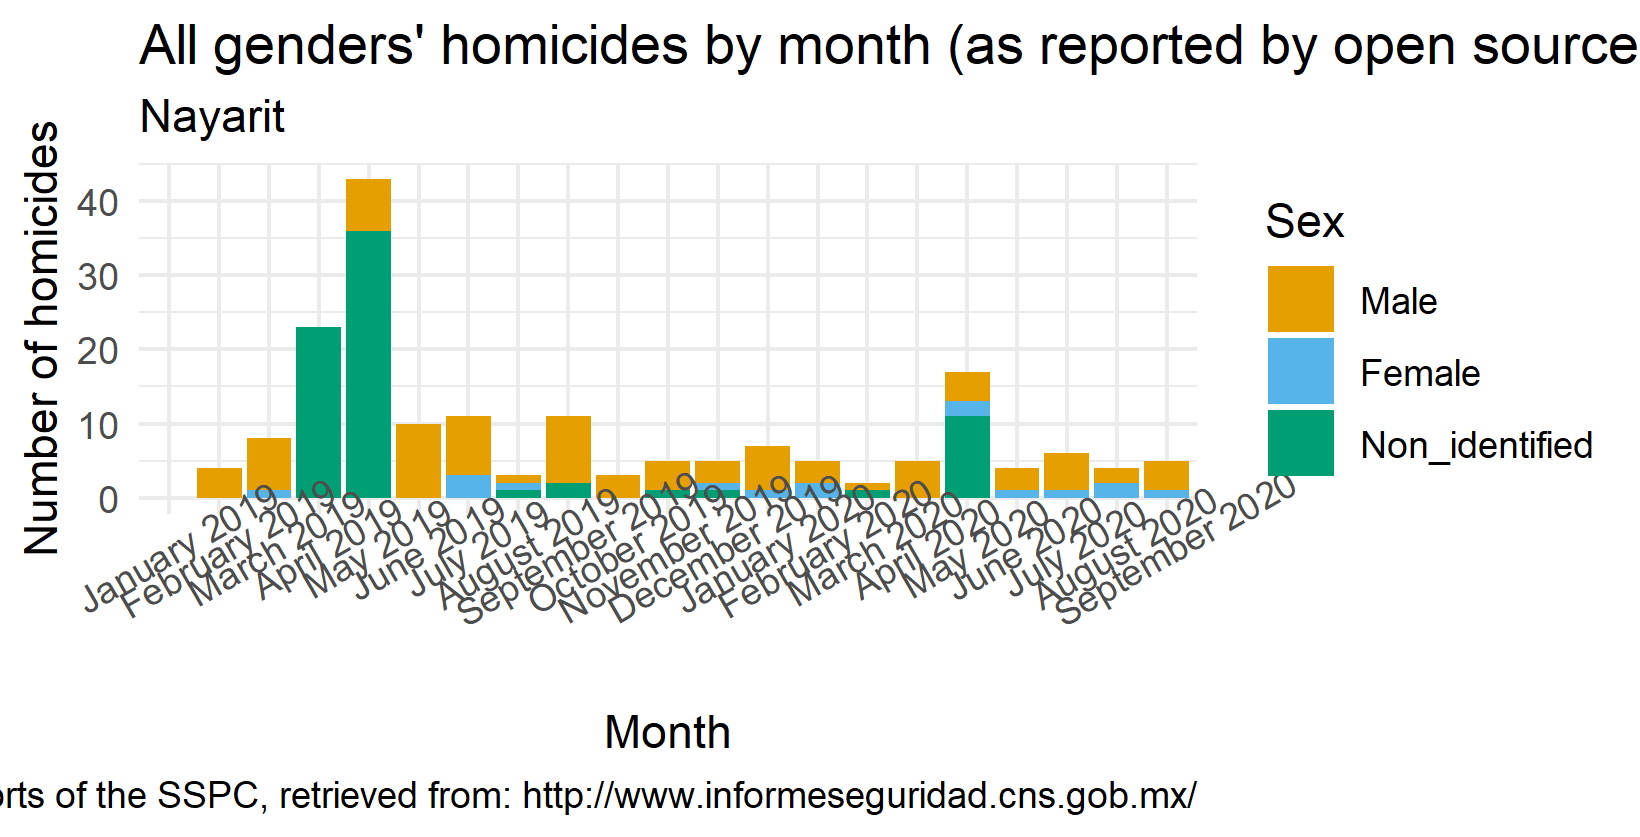 All genders' homicides by month (as reported by open source
Nayarit
Number of homicides
40
30
20
10
0
January 2019
February 2019
March 2019
April 2019
May 2019
June 2019
July 2019
August 2019
September 2019
October 2019
November 2019
December 2019
January 2020
February 2020
March 2020
April 2020
May 2020
June 2020
July 2020
August 2020
September 2020
Month
Sex
Male
Female
Non_identified
orts of the SSPC, retrieved from: http://www.informeseguridad.cns.gob.mx/